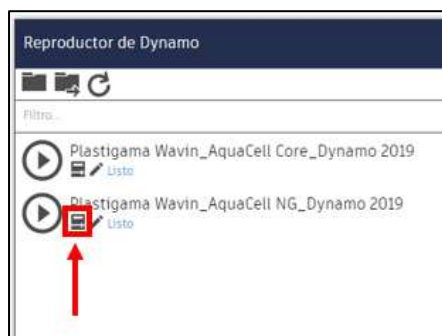 Reproductor de Dynamo
Filtro...
Plastigama Wavin_AquaCell Core_Dynamo 2019
Listo
Plastigama Wavin_AquaCell NG_Dynamo 2019
Listo